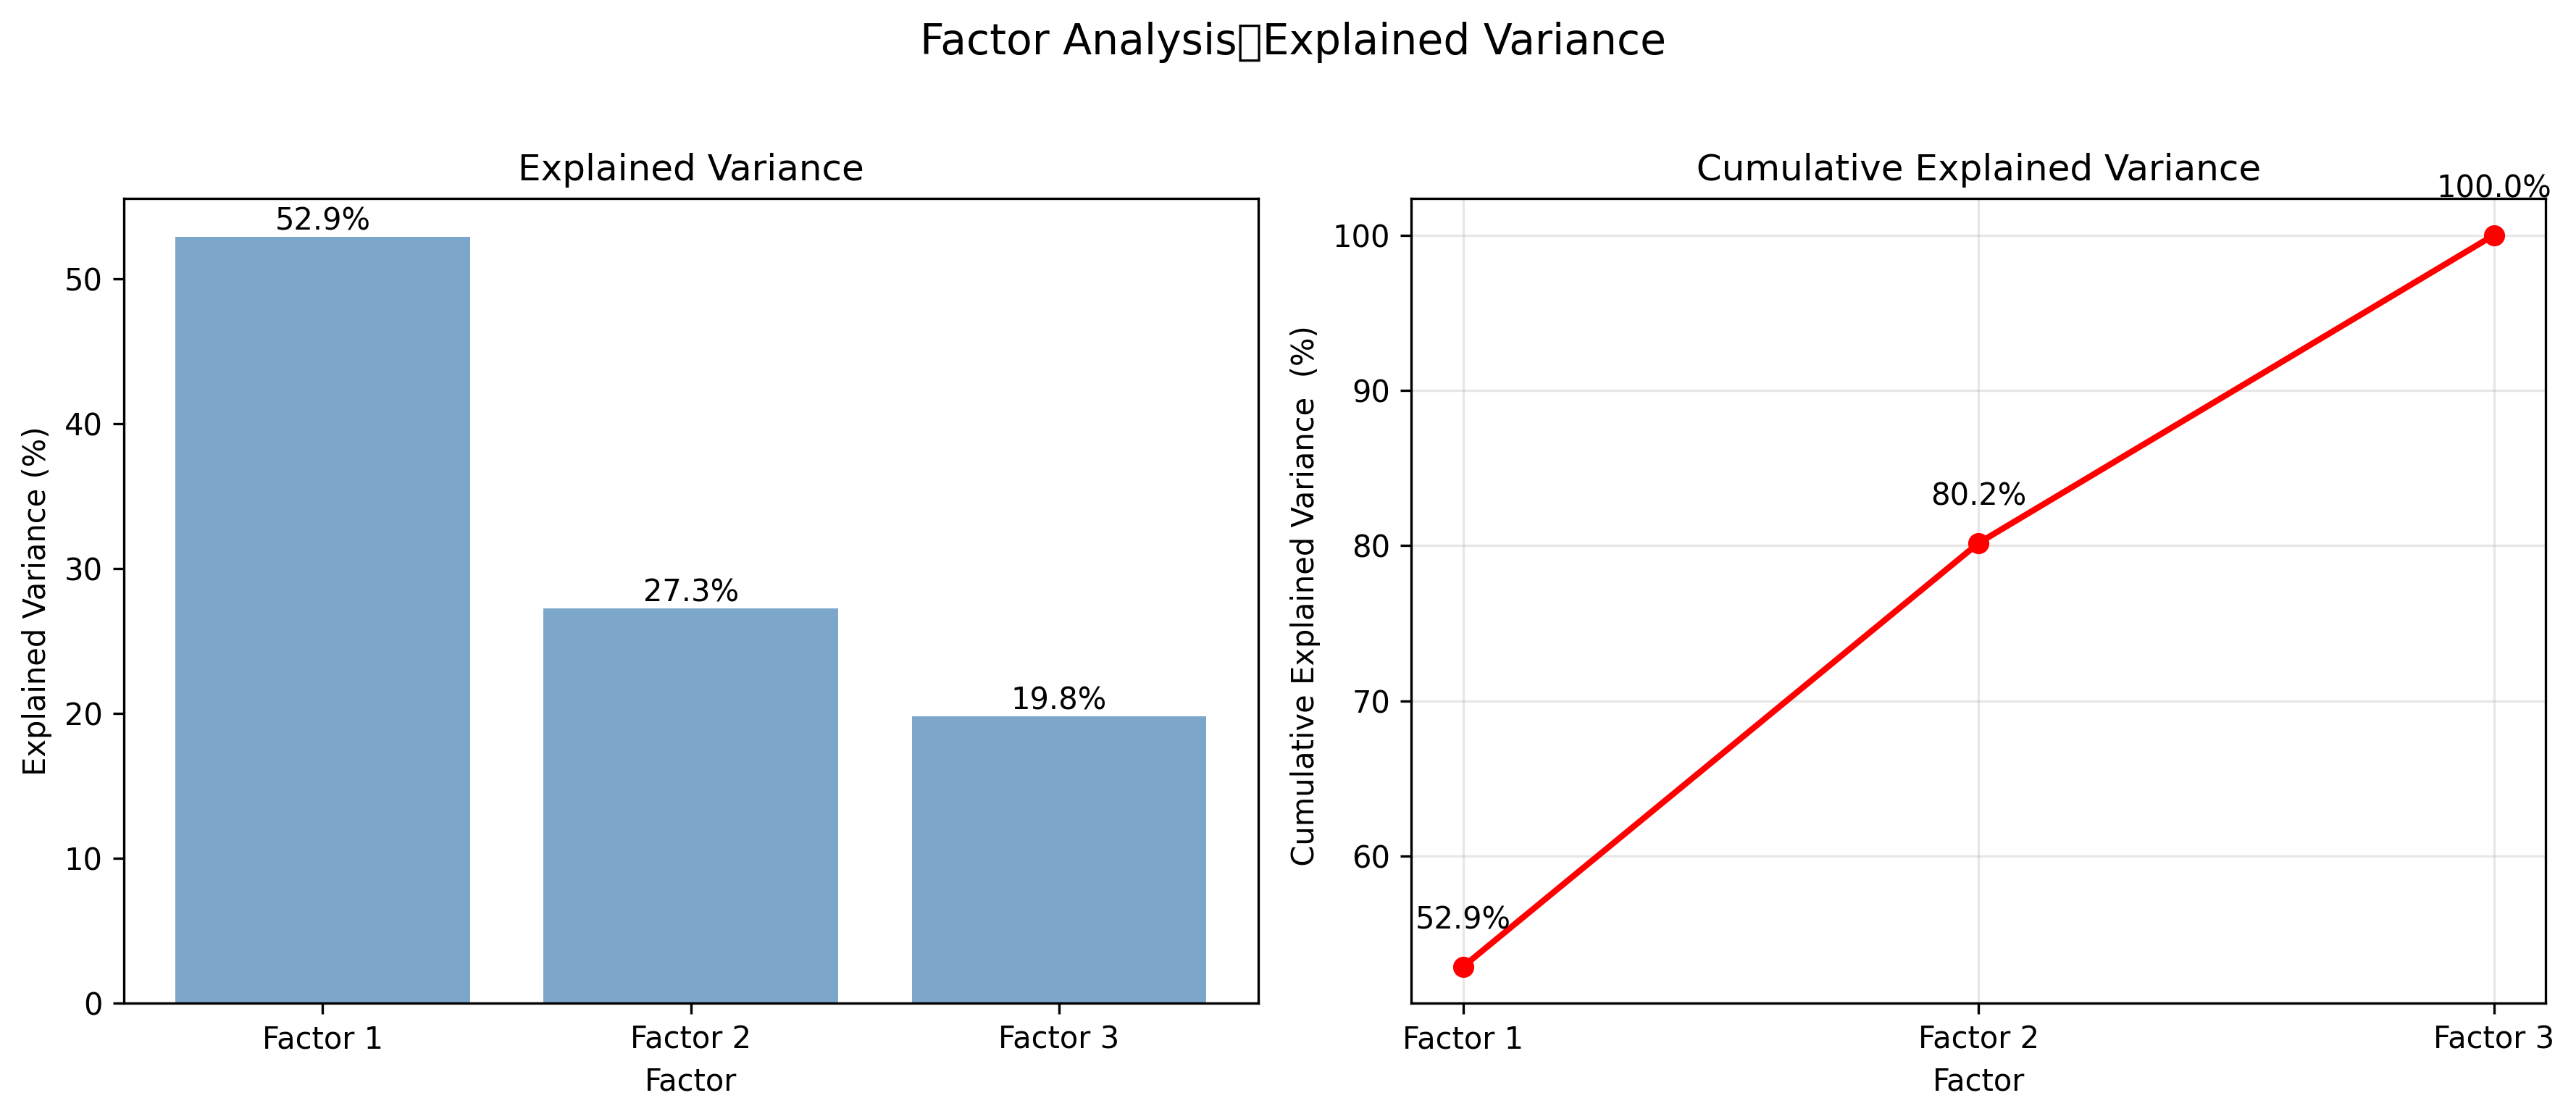 Factor Analysis▯Explained Variance
Explained Variance
52.9%
27.3%
19.8%
50
40
30
20
10
0
Explained Variance (%)
Factor 1
Factor 2
Factor 3
Factor
Cumulative Explained Variance
100.0%
80.2%
52.9%
100
90
80
70
60
Cumulative Explained Variance (%)
Factor 1
Factor 2
Factor 3
Factor